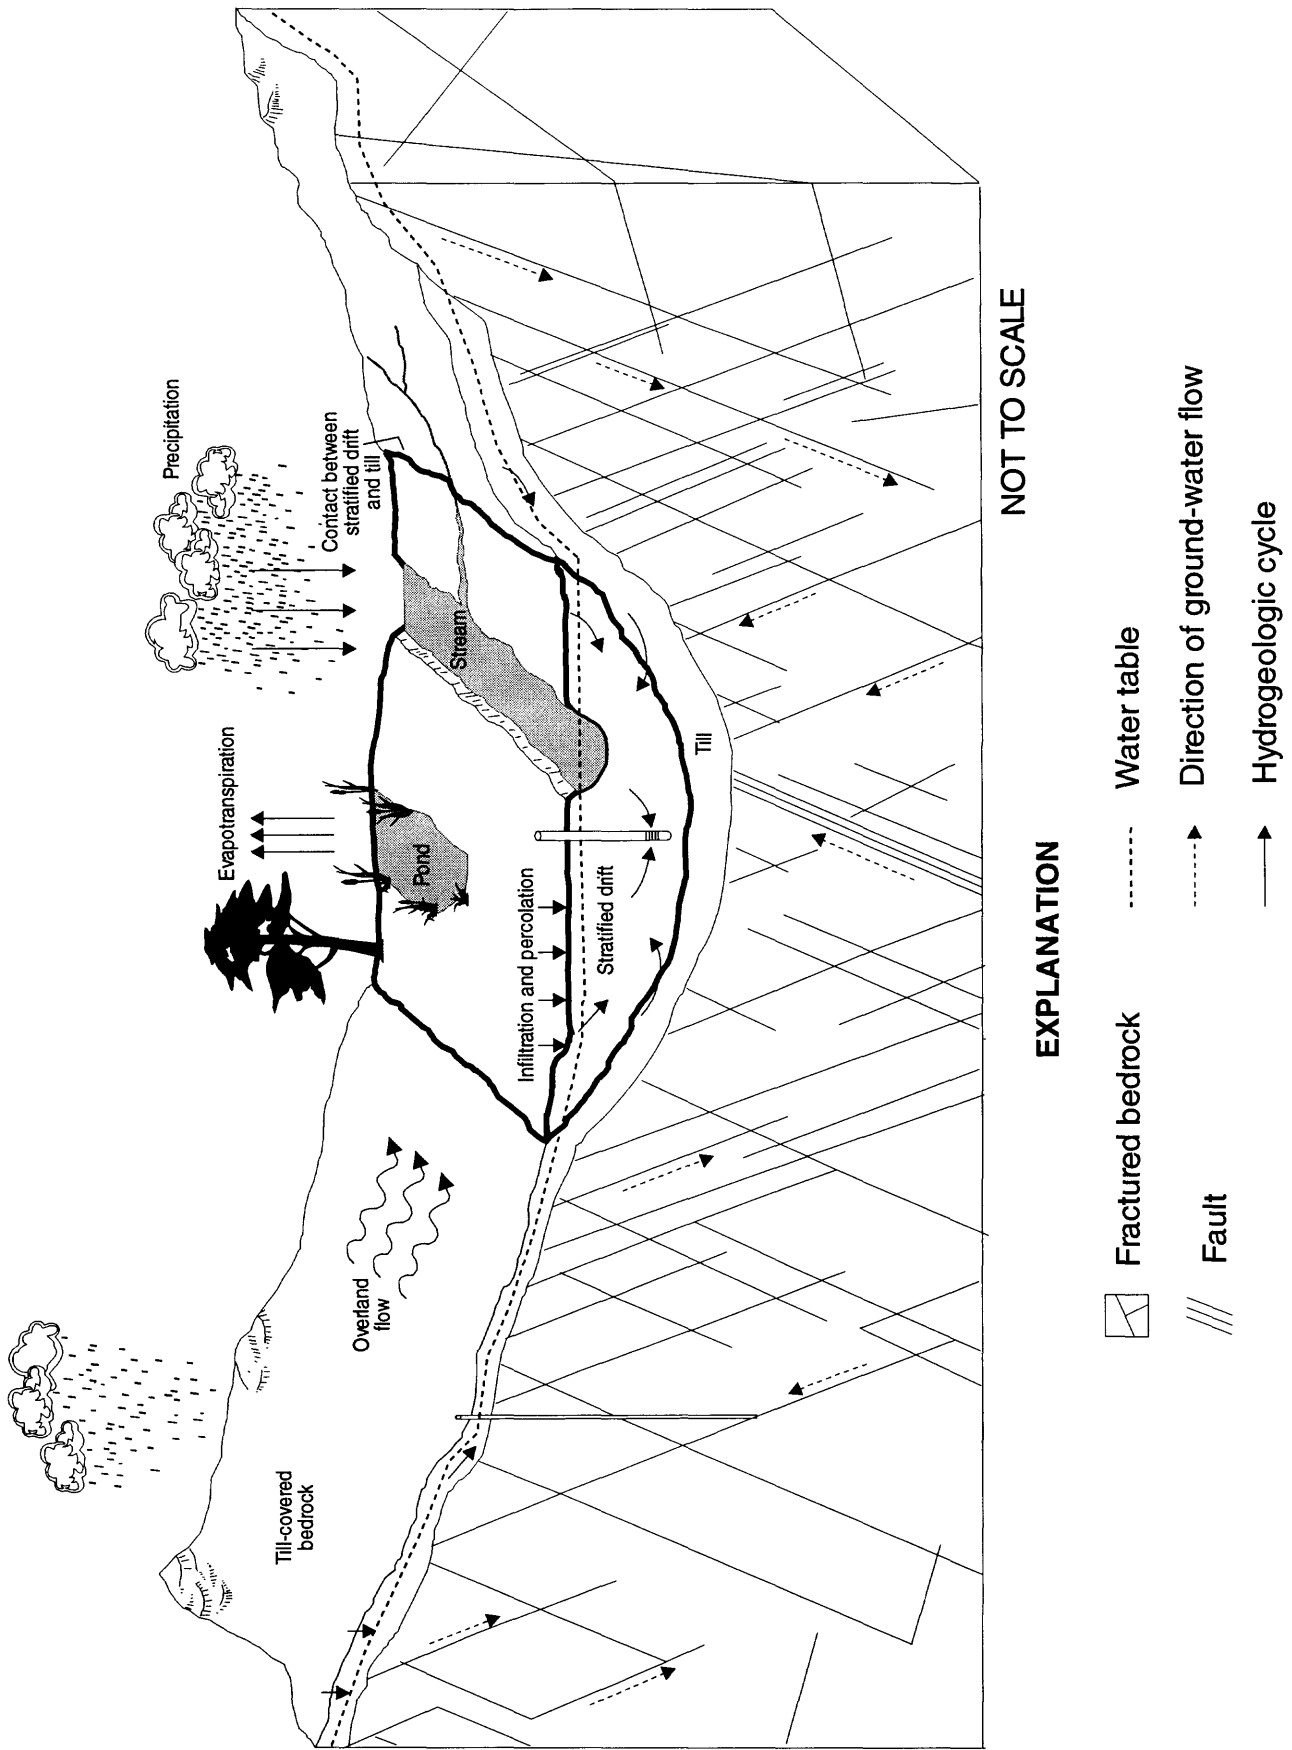 Precipitation
Evapotranspiration
Contact between
stratified drift
and till
Stream
Pond
Overland
flow
Till-covered
bedrock
Infiltration and percolation
Stratified drift
Till
NOT TO SCALE
EXPLANATION
Fractured bedrock
Fault
Water table
Direction of ground-water flow
Hydrogeologic cycle